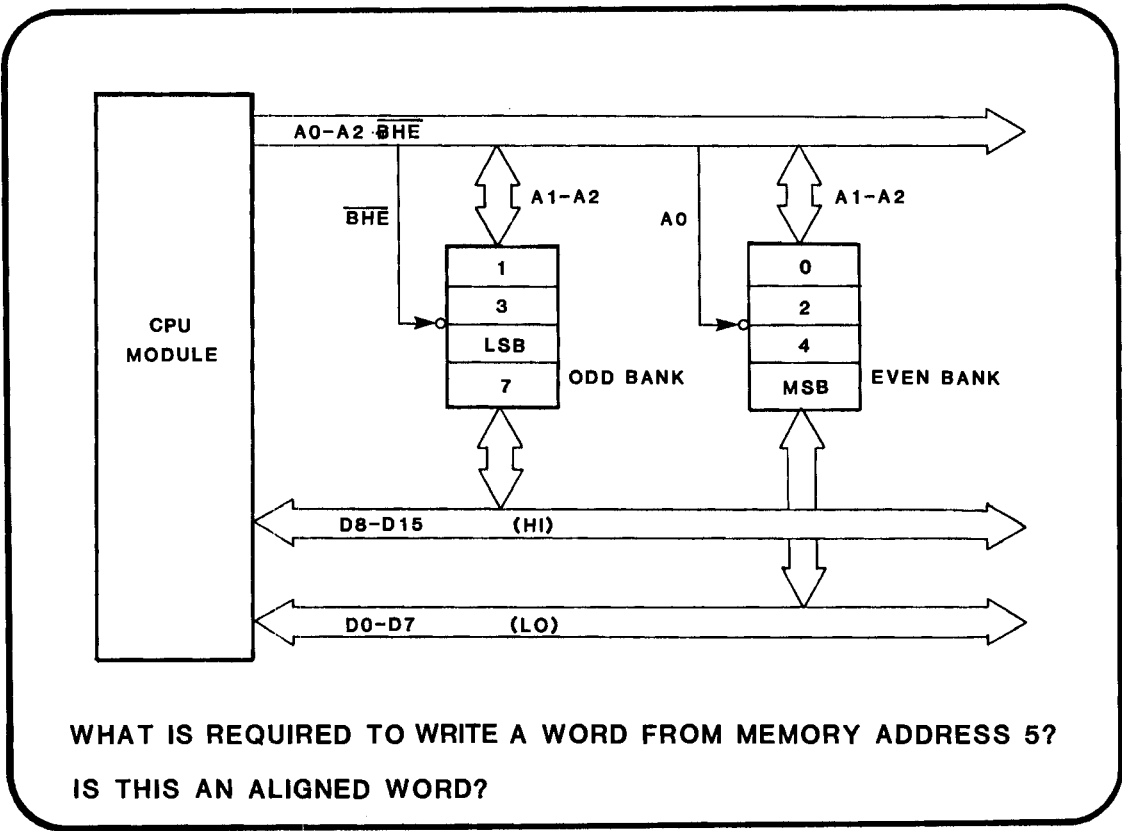 A0-A2 B̅H̅E̅
A1-A2
A1-A2
B̅H̅E̅
A0
1
3
LSB
7
0
2
4
MSB
CPU
MODULE
ODD BANK
EVEN BANK
D8-D15 (HI)
D0-D7 (LO)
WHAT IS REQUIRED TO WRITE A WORD FROM MEMORY ADDRESS 5?
IS THIS AN ALIGNED WORD?